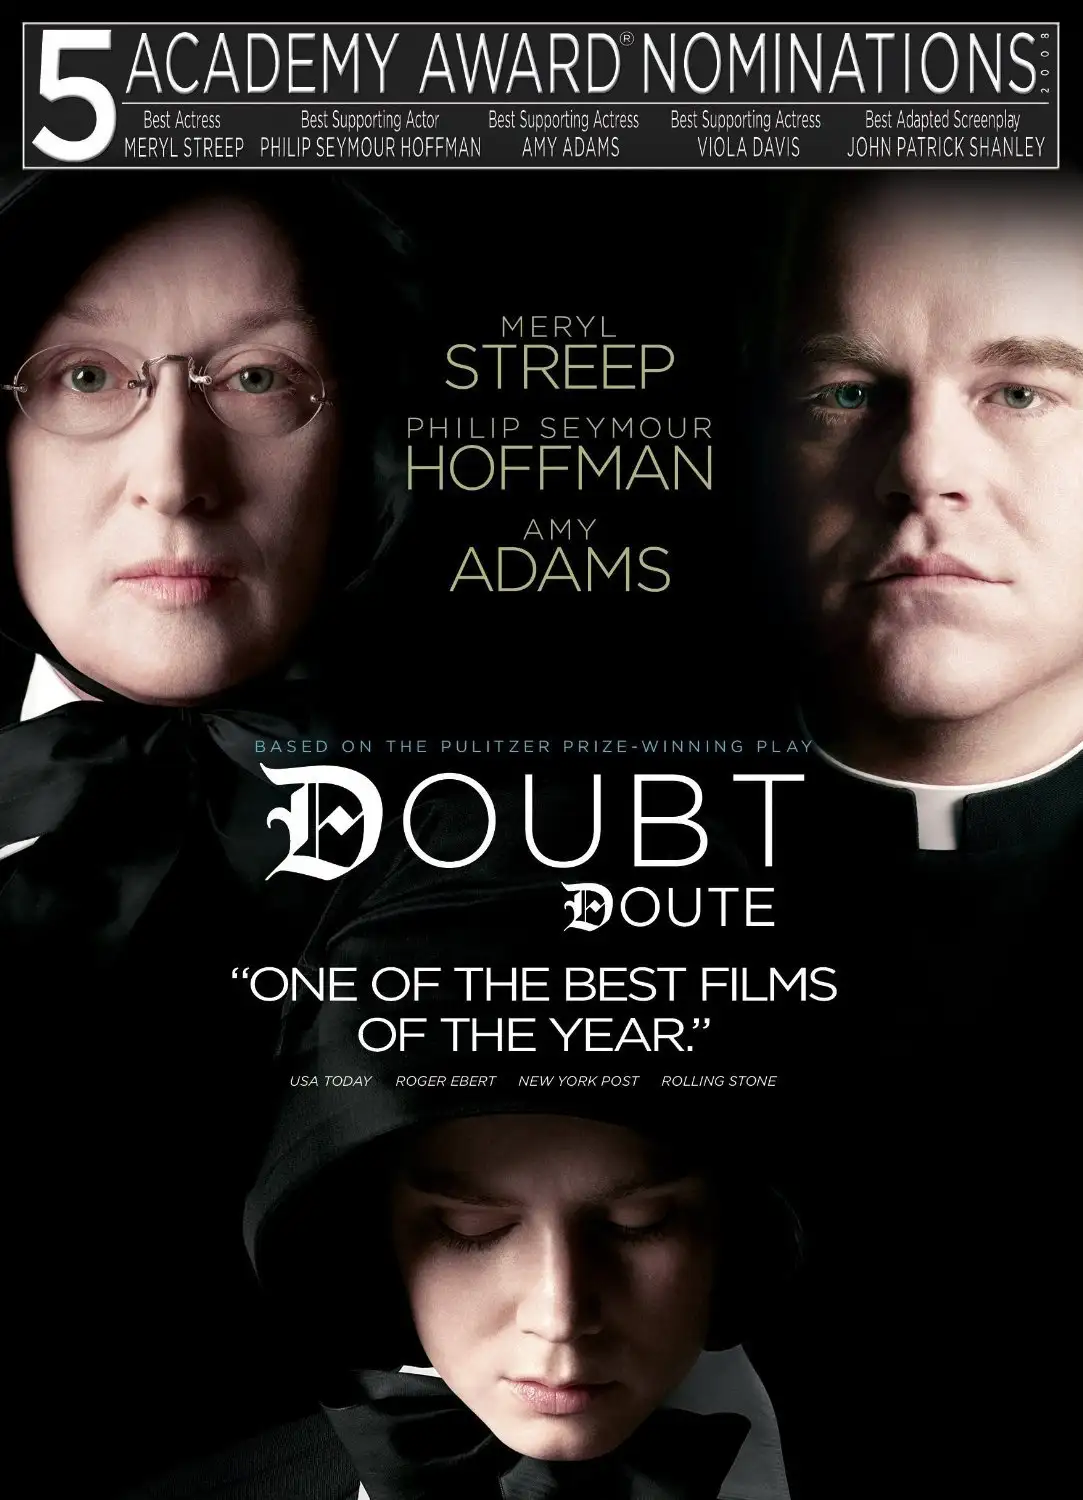 5 ACADEMY AWARD® NOMINATIONS 2008
Best Actress
MERYL STREEP
Best Supporting Actor
PHILIP SEYMOUR HOFFMAN
Best Supporting Actress
AMY ADAMS
Best Supporting Actress
VIOLA DAVIS
Best Adapted Screenplay
JOHN PATRICK SHANLEY
MERYL
STREEP
PHILIP SEYMOUR
HOFFMAN
AMY
ADAMS
BASED ON THE PULITZER PRIZE-WINNING PLAY
DOUBT
DOUTE
“ONE OF THE BEST FILMS
OF THE YEAR.”
USA TODAY ROGER EBERT NEW YORK POST ROLLING STONE